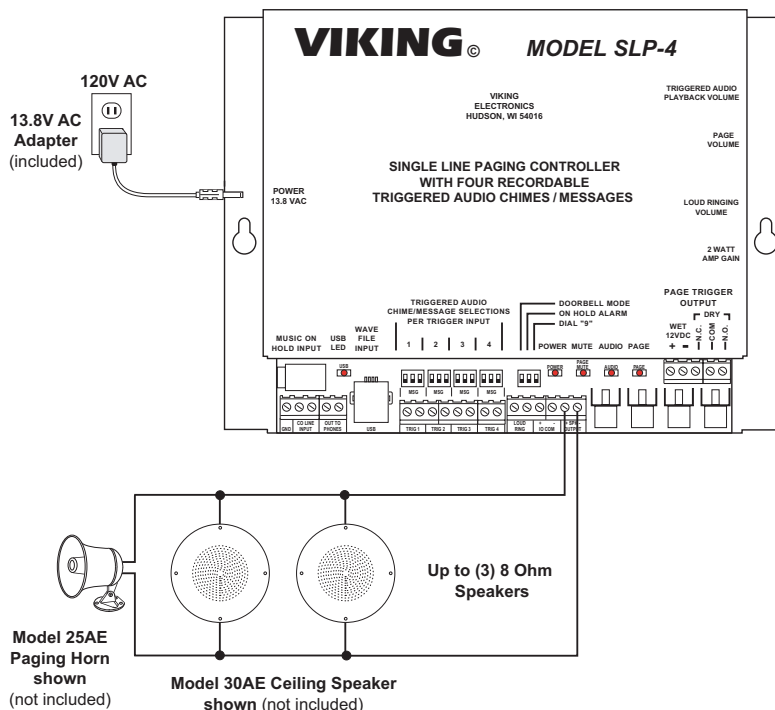 VIKING © MODEL SLP-4
120V AC
13.8V AC
Adapter
(included)
VIKING
ELECTRONICS
HUDSON, WI 54016
TRIGGERED AUDIO
PLAYBACK VOLUME
PAGE
VOLUME
SINGLE LINE PAGING CONTROLLER
WITH FOUR RECORDABLE
TRIGGERED AUDIO CHIMES / MESSAGES
POWER
13.8 VAC
LOUD RINGING
VOLUME
2 WATT
AMP GAIN
PAGE TRIGGER
OUTPUT
DRY
WET
12VDC
+ -
N.C.
COM
N.O.
TRIGGERED AUDIO
CHIME/MESSAGE SELECTIONS
PER TRIGGER INPUT
1 2 3 4
DOORBELL MODE
ON HOLD ALARM
DIAL "9"
MUSIC ON
HOLD INPUT
USB
LED
WAVE
FILE
INPUT
POWER MUTE AUDIO PAGE
USB
POWER
PAGE
MUTE
AUDIO
PAGE
MSG MSG MSG MSG
GND
CO LINE
INPUT
OUT TO
PHONES
USB
TRIG 1 TRIG 2 TRIG 3 TRIG 4
LOUD
RING
+ -
IO COM
+ SPK -
OUTPUT
Up to (3) 8 Ohm
Speakers
Model 25AE
Paging Horn
shown
(not included)
Model 30AE Ceiling Speaker
shown (not included)